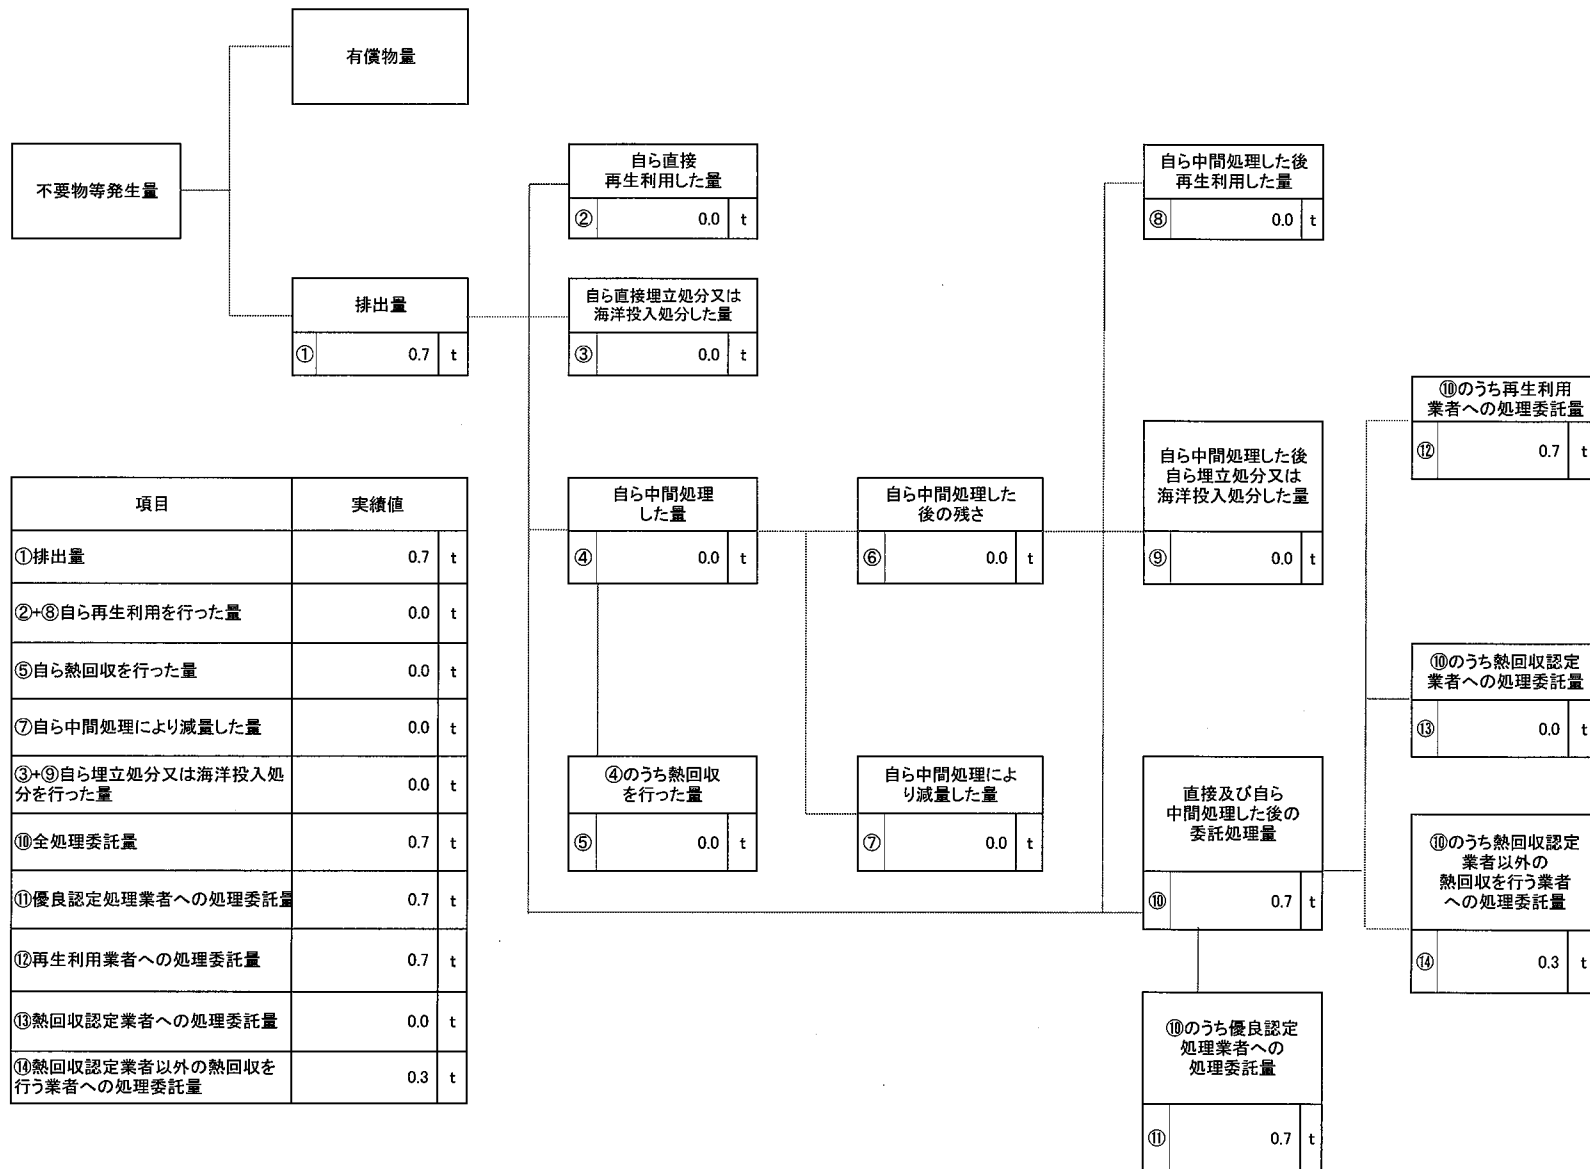 有償物量
不要物等発生量
排出量
① 0.7 t
自ら直接
再生利用した量
② 0.0 t
自ら直接埋立処分又は
海洋投入処分した量
③ 0.0 t
自ら中間処理
した量
④ 0.0 t
④のうち熱回収
を行った量
⑤ 0.0 t
自ら中間処理した
後の残さ
⑥ 0.0 t
自ら中間処理によ
り減量した量
⑦ 0.0 t
自ら中間処理した後
再生利用した量
⑧ 0.0 t
自ら中間処理した後
自ら埋立処分又は
海洋投入処分した量
⑨ 0.0 t
直接及び自ら
中間処理した後の
委託処理量
⑩ 0.7 t
⑩のうち優良認定
処理業者への
処理委託量
⑪ 0.7 t
⑩のうち再生利用
業者への処理委託量
⑫ 0.7 t
⑩のうち熱回収認定
業者への処理委託量
⑬ 0.0 t
⑩のうち熱回収認定
業者以外の
熱回収を行う業者
への処理委託量
⑭ 0.3 t
項目 実績値
①排出量 0.7 t
②+⑧自ら再生利用を行った量 0.0 t
⑤自ら熱回収を行った量 0.0 t
⑦自ら中間処理により減量した量 0.0 t
③+⑨自ら埋立処分又は海洋投入処
分を行った量 0.0 t
⑩全処理委託量 0.7 t
⑪優良認定処理業者への処理委託量 0.7 t
⑫再生利用業者への処理委託量 0.7 t
⑬熱回収認定業者への処理委託量 0.0 t
⑭熱回収認定業者以外の熱回収を
行う業者への処理委託量 0.3 t